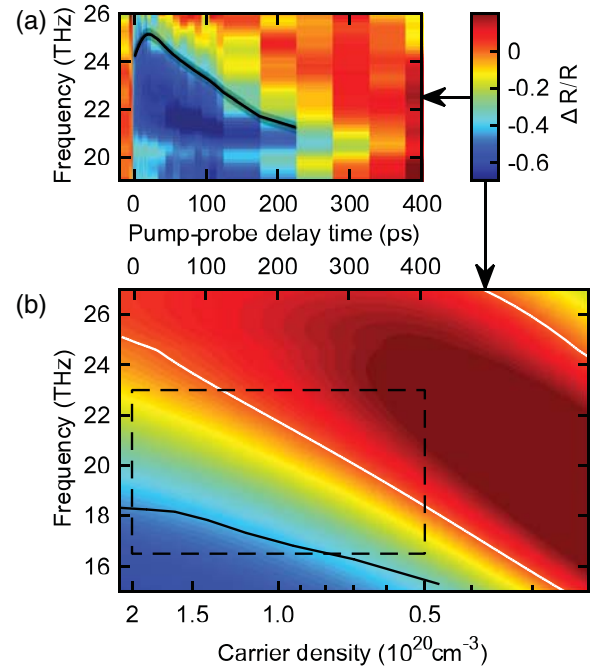 (a)
26
24
22
20
Frequency (THz)
0 100 200 300 400
Pump-probe delay time (ps)
0
-0.2
-0.4
-0.6
ΔR/R
0 100 200 300 400
(b)
26
24
22
20
18
16
Frequency (THz)
2 1.5 1.0 0.5
Carrier density (10²⁰cm⁻³)